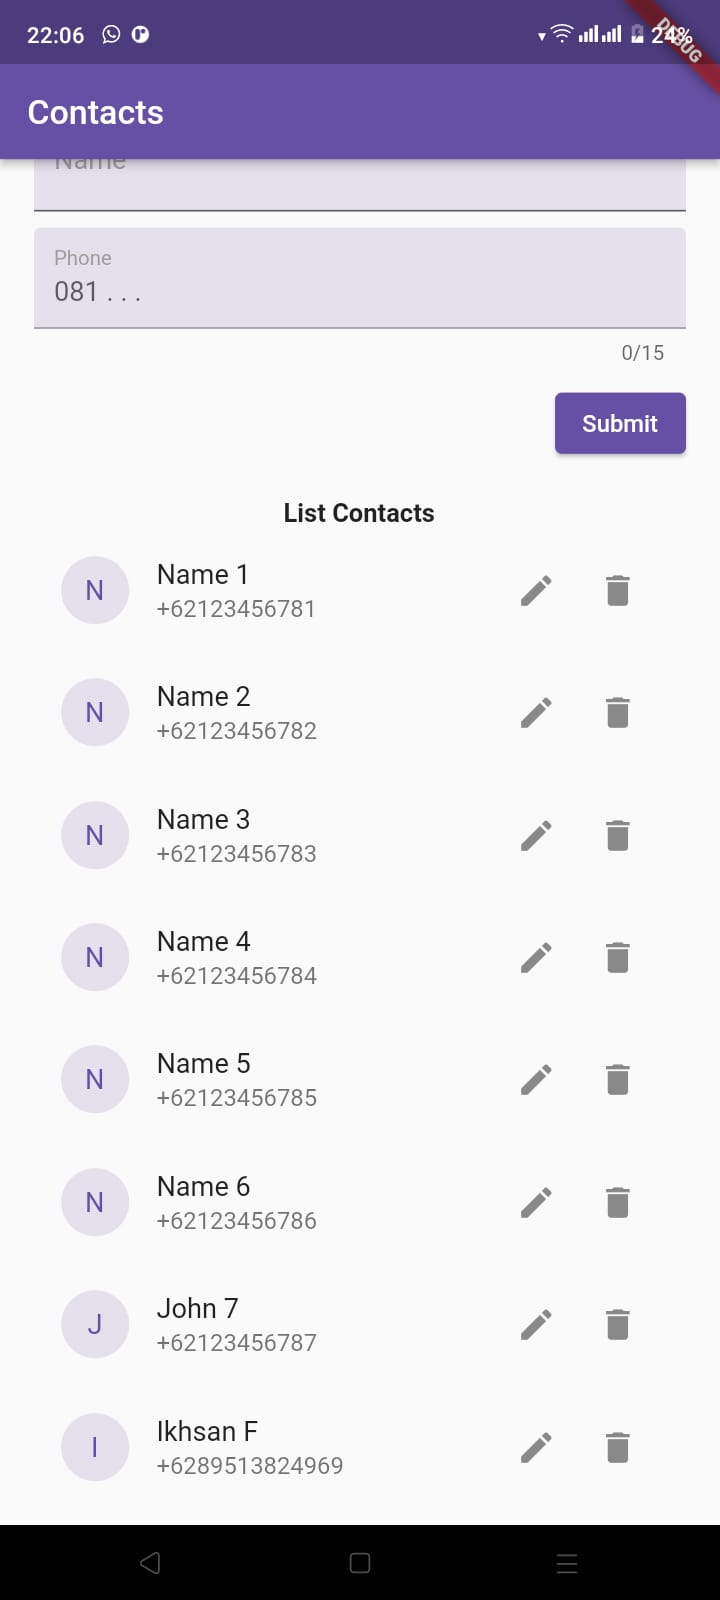 22:06
24%
DEBUG
Contacts
Name
Phone
081 . . .
0/15
Submit
List Contacts
N
Name 1
+62123456781
N
Name 2
+62123456782
N
Name 3
+62123456783
N
Name 4
+62123456784
N
Name 5
+62123456785
N
Name 6
+62123456786
J
John 7
+62123456787
I
Ikhsan F
+6289513824969